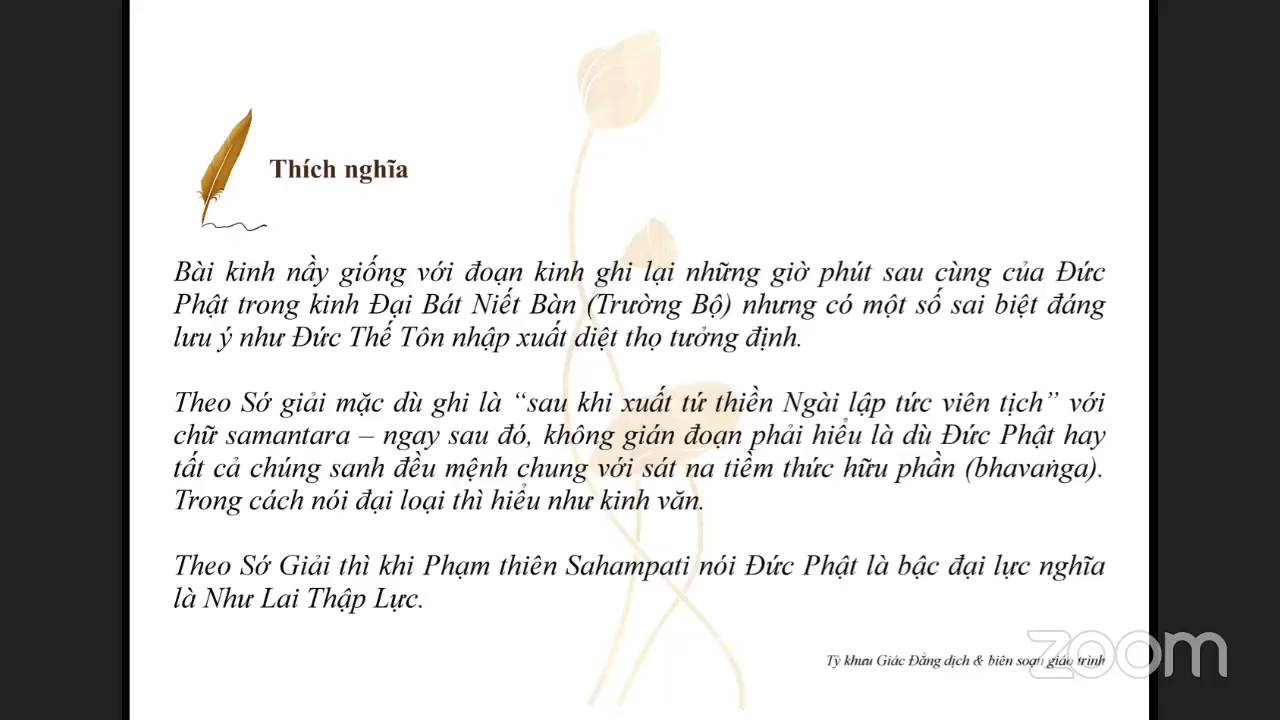 Thích nghĩa
Bài kinh nầy giống với đoạn kinh ghi lại những giờ phút sau cùng của Đức
Phật trong kinh Đại Bát Niết Bàn (Trường Bộ) nhưng có một số sai biệt đáng
lưu ý như Đức Thế Tôn nhập xuất diệt thọ tưởng định.
Theo Sớ giải mặc dù ghi là “sau khi xuất tứ thiền Ngài lập tức viên tịch” với
chữ samantara – ngay sau đó, không gián đoạn phải hiểu là dù Đức Phật hay
tất cả chúng sanh đều mệnh chung với sát na tiềm thức hữu phần (bhavaṅga).
Trong cách nói đại loại thì hiểu như kinh văn.
Theo Sớ Giải thì khi Phạm thiên Sahampati nói Đức Phật là bậc đại lực nghĩa
là Như Lai Thập Lực.
Tỳ khưu Giác Đẳng dịch & biên soạn giáo trình
zoom